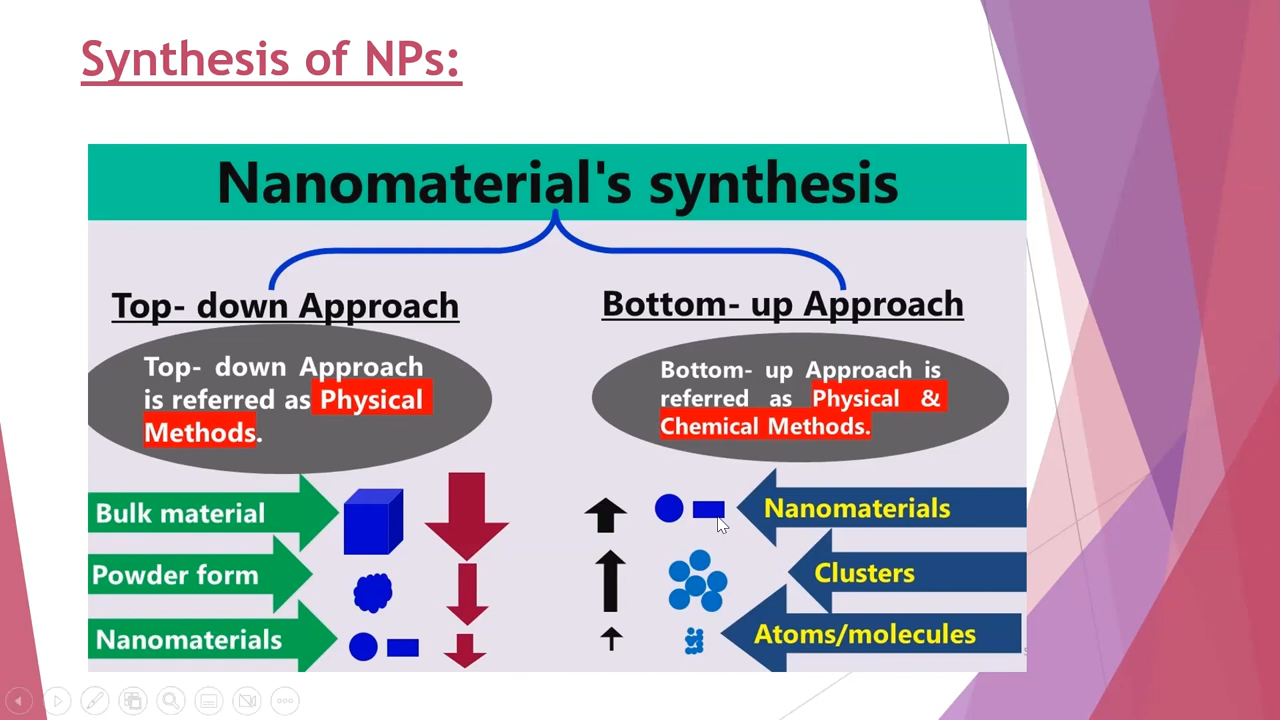 Synthesis of NPs:
Nanomaterial's synthesis
Top- down Approach
Top- down Approach
is referred as Physical
Methods.
Bulk material
Powder form
Nanomaterials
Bottom- up Approach
Bottom- up Approach is
referred as Physical &
Chemical Methods.
Nanomaterials
Clusters
Atoms/molecules